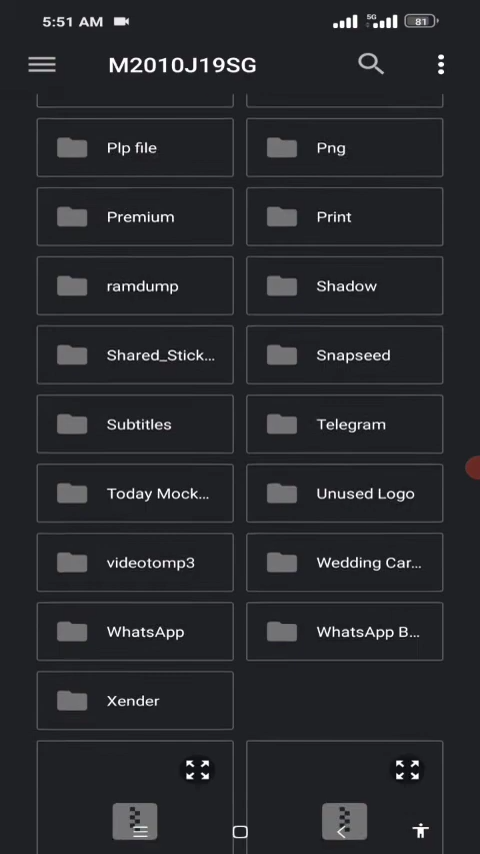 5:51 AM 5G 81
M2010J19SG
Plp file Png
Premium Print
ramdump Shadow
Shared_Stick... Snapseed
Subtitles Telegram
Today Mock... Unused Logo
videotomp3 Wedding Car...
WhatsApp WhatsApp B...
Xender